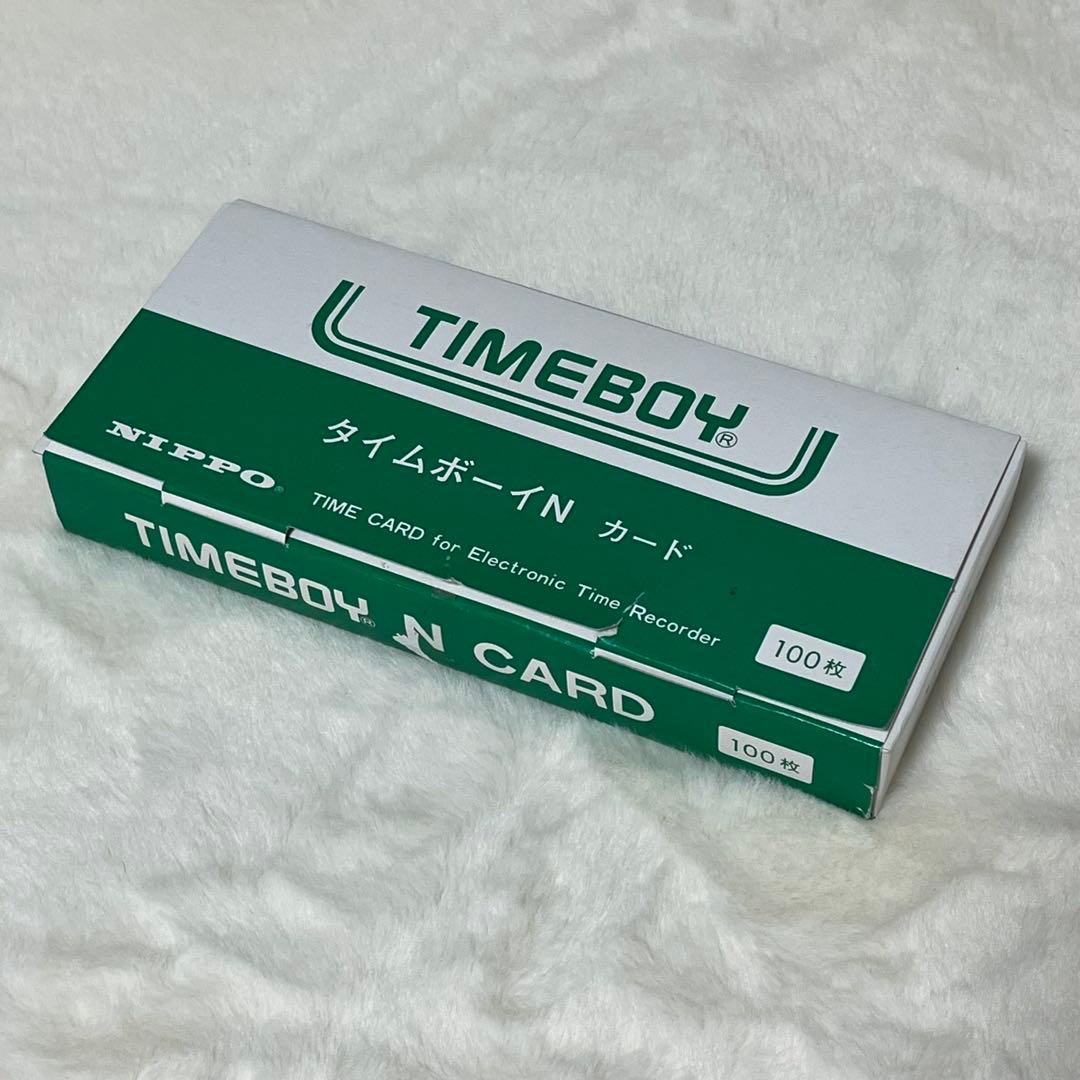 TIMEBOY®
タイムボーイN カード
NIPPO®
TIME CARD for Electronic Time Recorder
100枚
TIMEBOY® N CARD
100枚